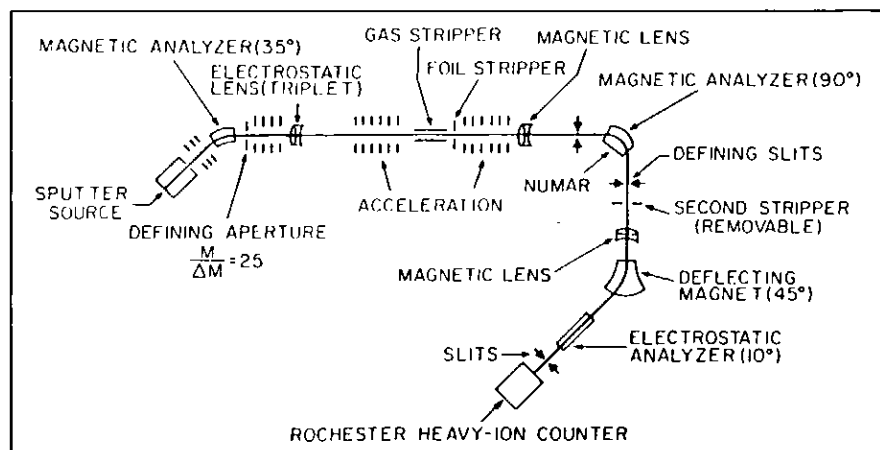 GAS STRIPPER
MAGNETIC LENS
MAGNETIC ANALYZER(35°)
FOIL STRIPPER
ELECTROSTATIC
LENS(TRIPLET)
MAGNETIC ANALYZER(90°)
DEFINING SLITS
NUMAR
SPUTTER
SOURCE
ACCELERATION
SECOND STRIPPER
(REMOVABLE)
DEFINING APERTURE
M
ΔM =25
MAGNETIC LENS
DEFLECTING
MAGNET(45°)
SLITS
ELECTROSTATIC
ANALYZER(10°)
ROCHESTER HEAVY-ION COUNTER